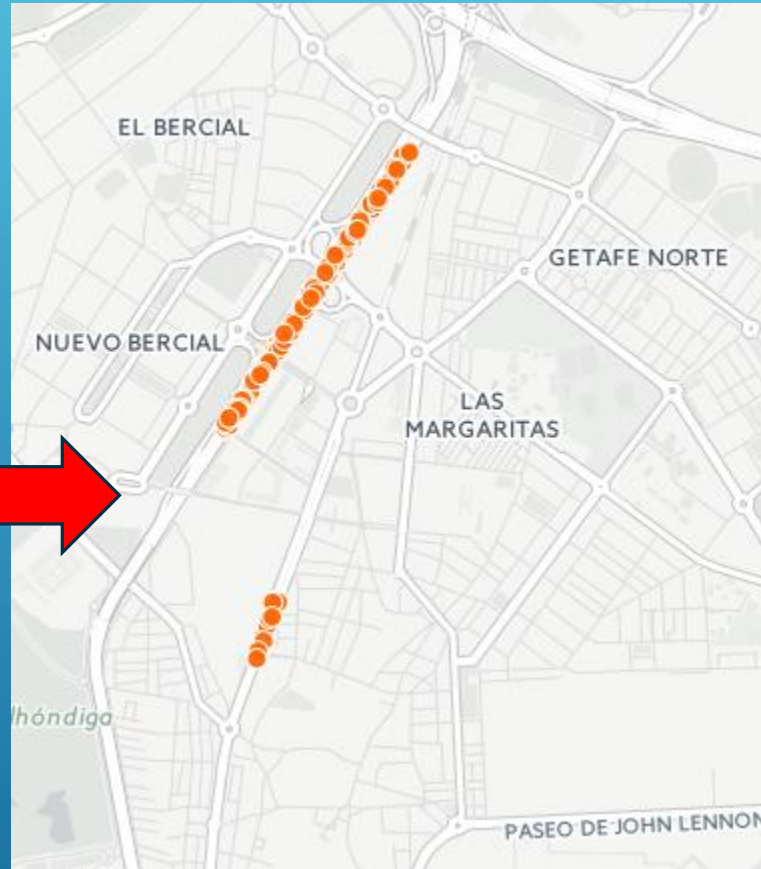 EL BERCIAL
GETAFE NORTE
NUEVO BERCIAL
LAS
MARGARITAS
lhóndiga
PASEO DE JOHN LENNON